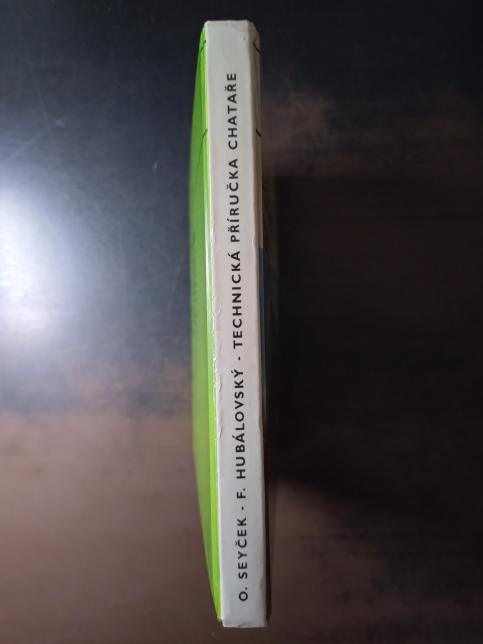 O. SEYČEK - F. HUBÁLOVSKÝ - TECHNICKÁ PŘÍRUČKA CHATAŘE